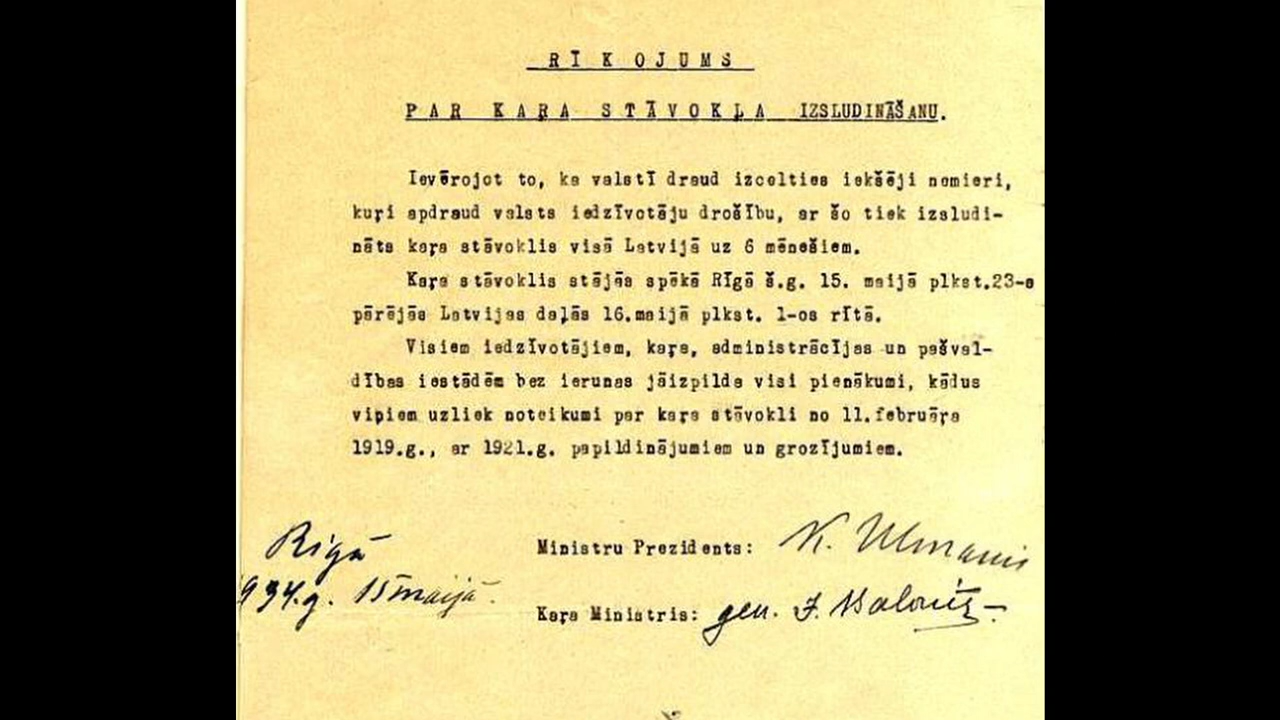 RĪKOJUMS
PAR KAŖA STĀVOKĻA IZSLUDINĀŠANU.
Ievērojot to, ka valstī draud izcelties iekšēji nemieri,
kuŗi apdraud valsts iedzīvotāju drošību, ar šo tiek izsludi-
nāts kaŗa stāvoklis visā Latvijā uz 6 mēnešiem.
Kaŗa stāvoklis stājās spēkā Rīgā š.g. 15. maijā plkst.23-o
pārējās Latvijas daļās 16.maijā plkst. 1-os rītā.
Visiem iedzīvotājiem, kaŗa, administrācijas un pašval-
dības iestādēm bez ierunas jāizpilda visi pienākumi, kādus
viņiem uzliek noteikumi par kaŗa stāvokli no 11.februāŗa
1919.g., ar 1921.g. papildinājumiem un grozījumiem.
Rīgā
934.g. 15 maijā.
Ministru Prezidents: K. Ulmanis
Kaŗa Ministris: gen. J. Balodis